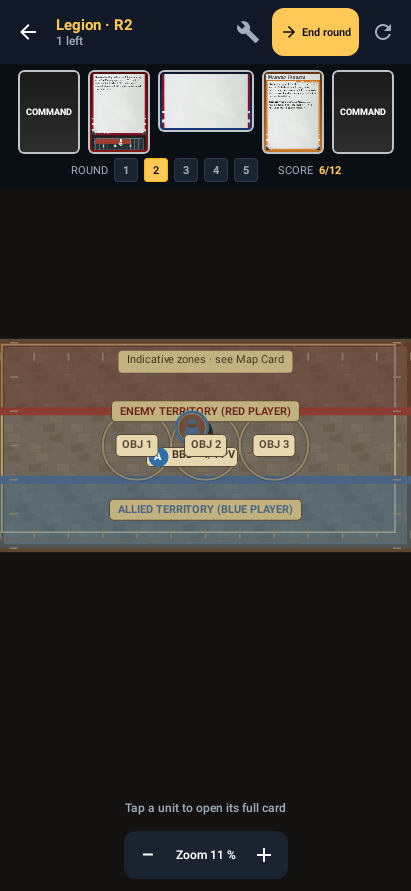 Legion · R2
1 left
End round
COMMAND
COMMAND
ROUND 1 2 3 4 5 SCORE 6/12
Indicative zones · see Map Card
ENEMY TERRITORY (RED PLAYER)
OBJ 1 OBJ 2 OBJ 3
A
ALLIED TERRITORY (BLUE PLAYER)
Tap a unit to open its full card
− Zoom 11 % +